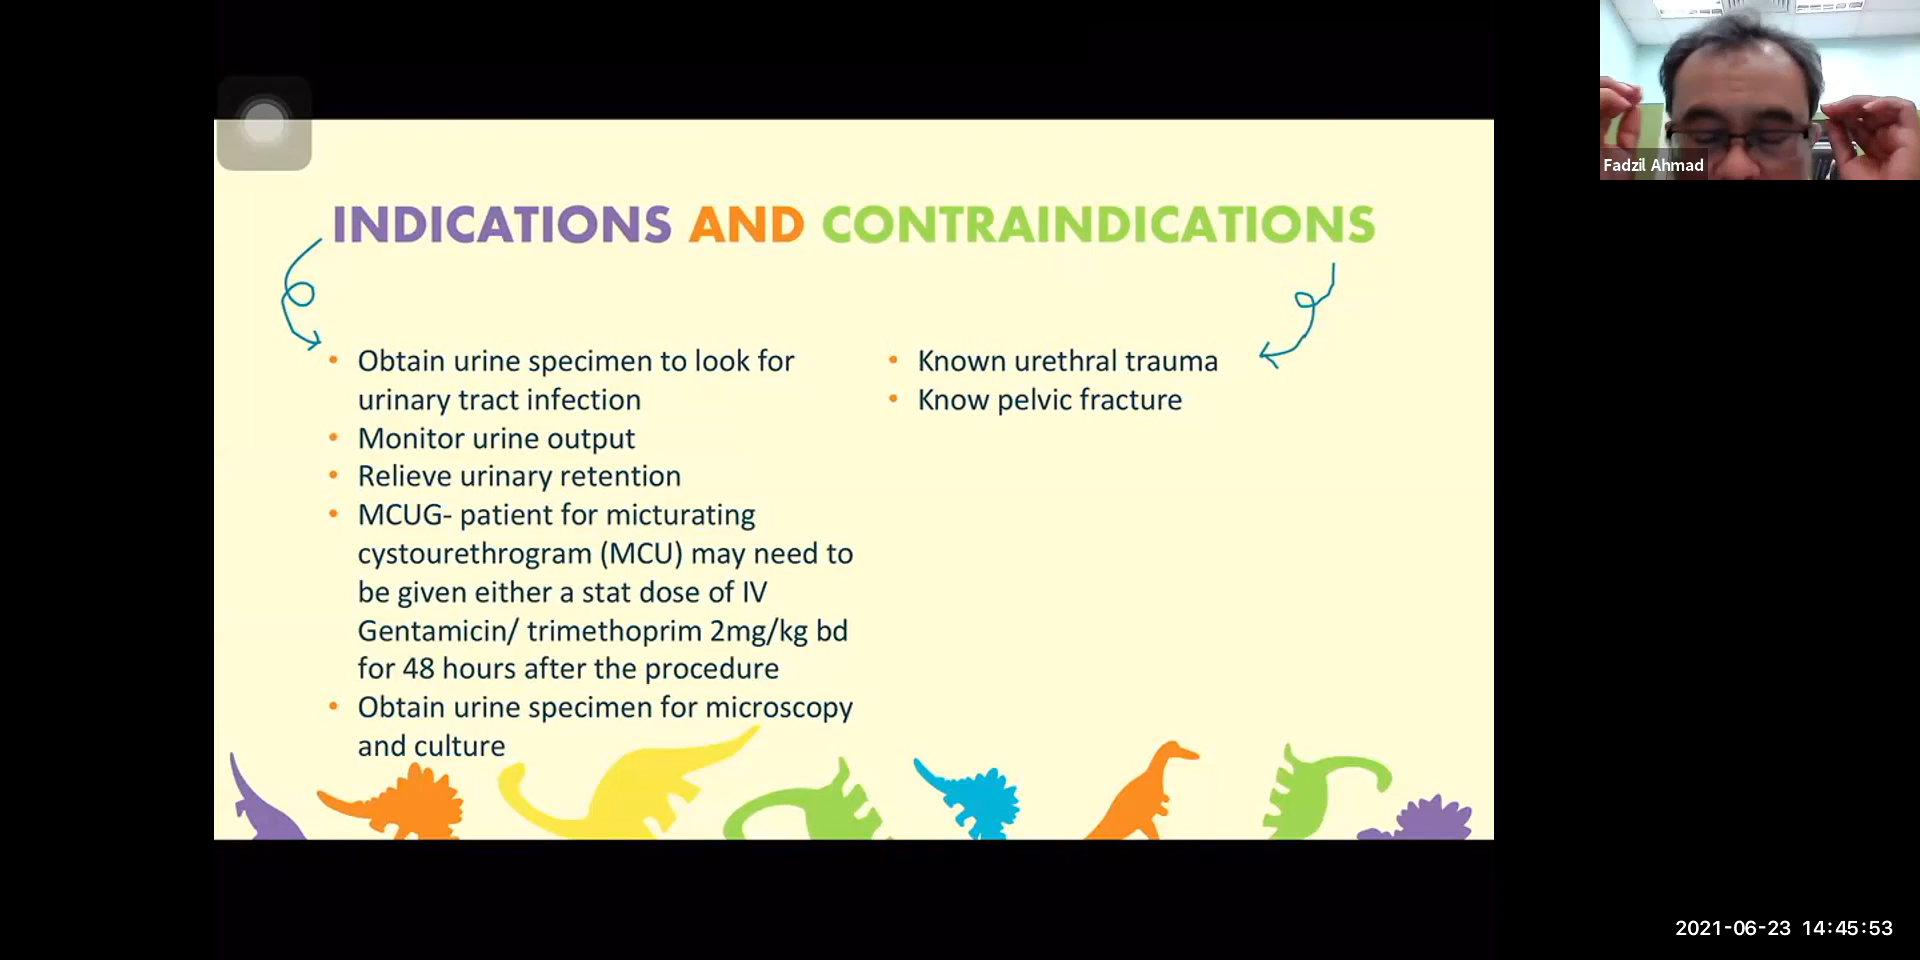 INDICATIONS AND CONTRAINDICATIONS
• Obtain urine specimen to look for
urinary tract infection
• Monitor urine output
• Relieve urinary retention
• MCUG- patient for micturating
cystourethrogram (MCU) may need to
be given either a stat dose of IV
Gentamicin/ trimethoprim 2mg/kg bd
for 48 hours after the procedure
• Obtain urine specimen for microscopy
and culture
• Known urethral trauma
• Know pelvic fracture
Fadzil Ahmad
2021-06-23 14:45:53